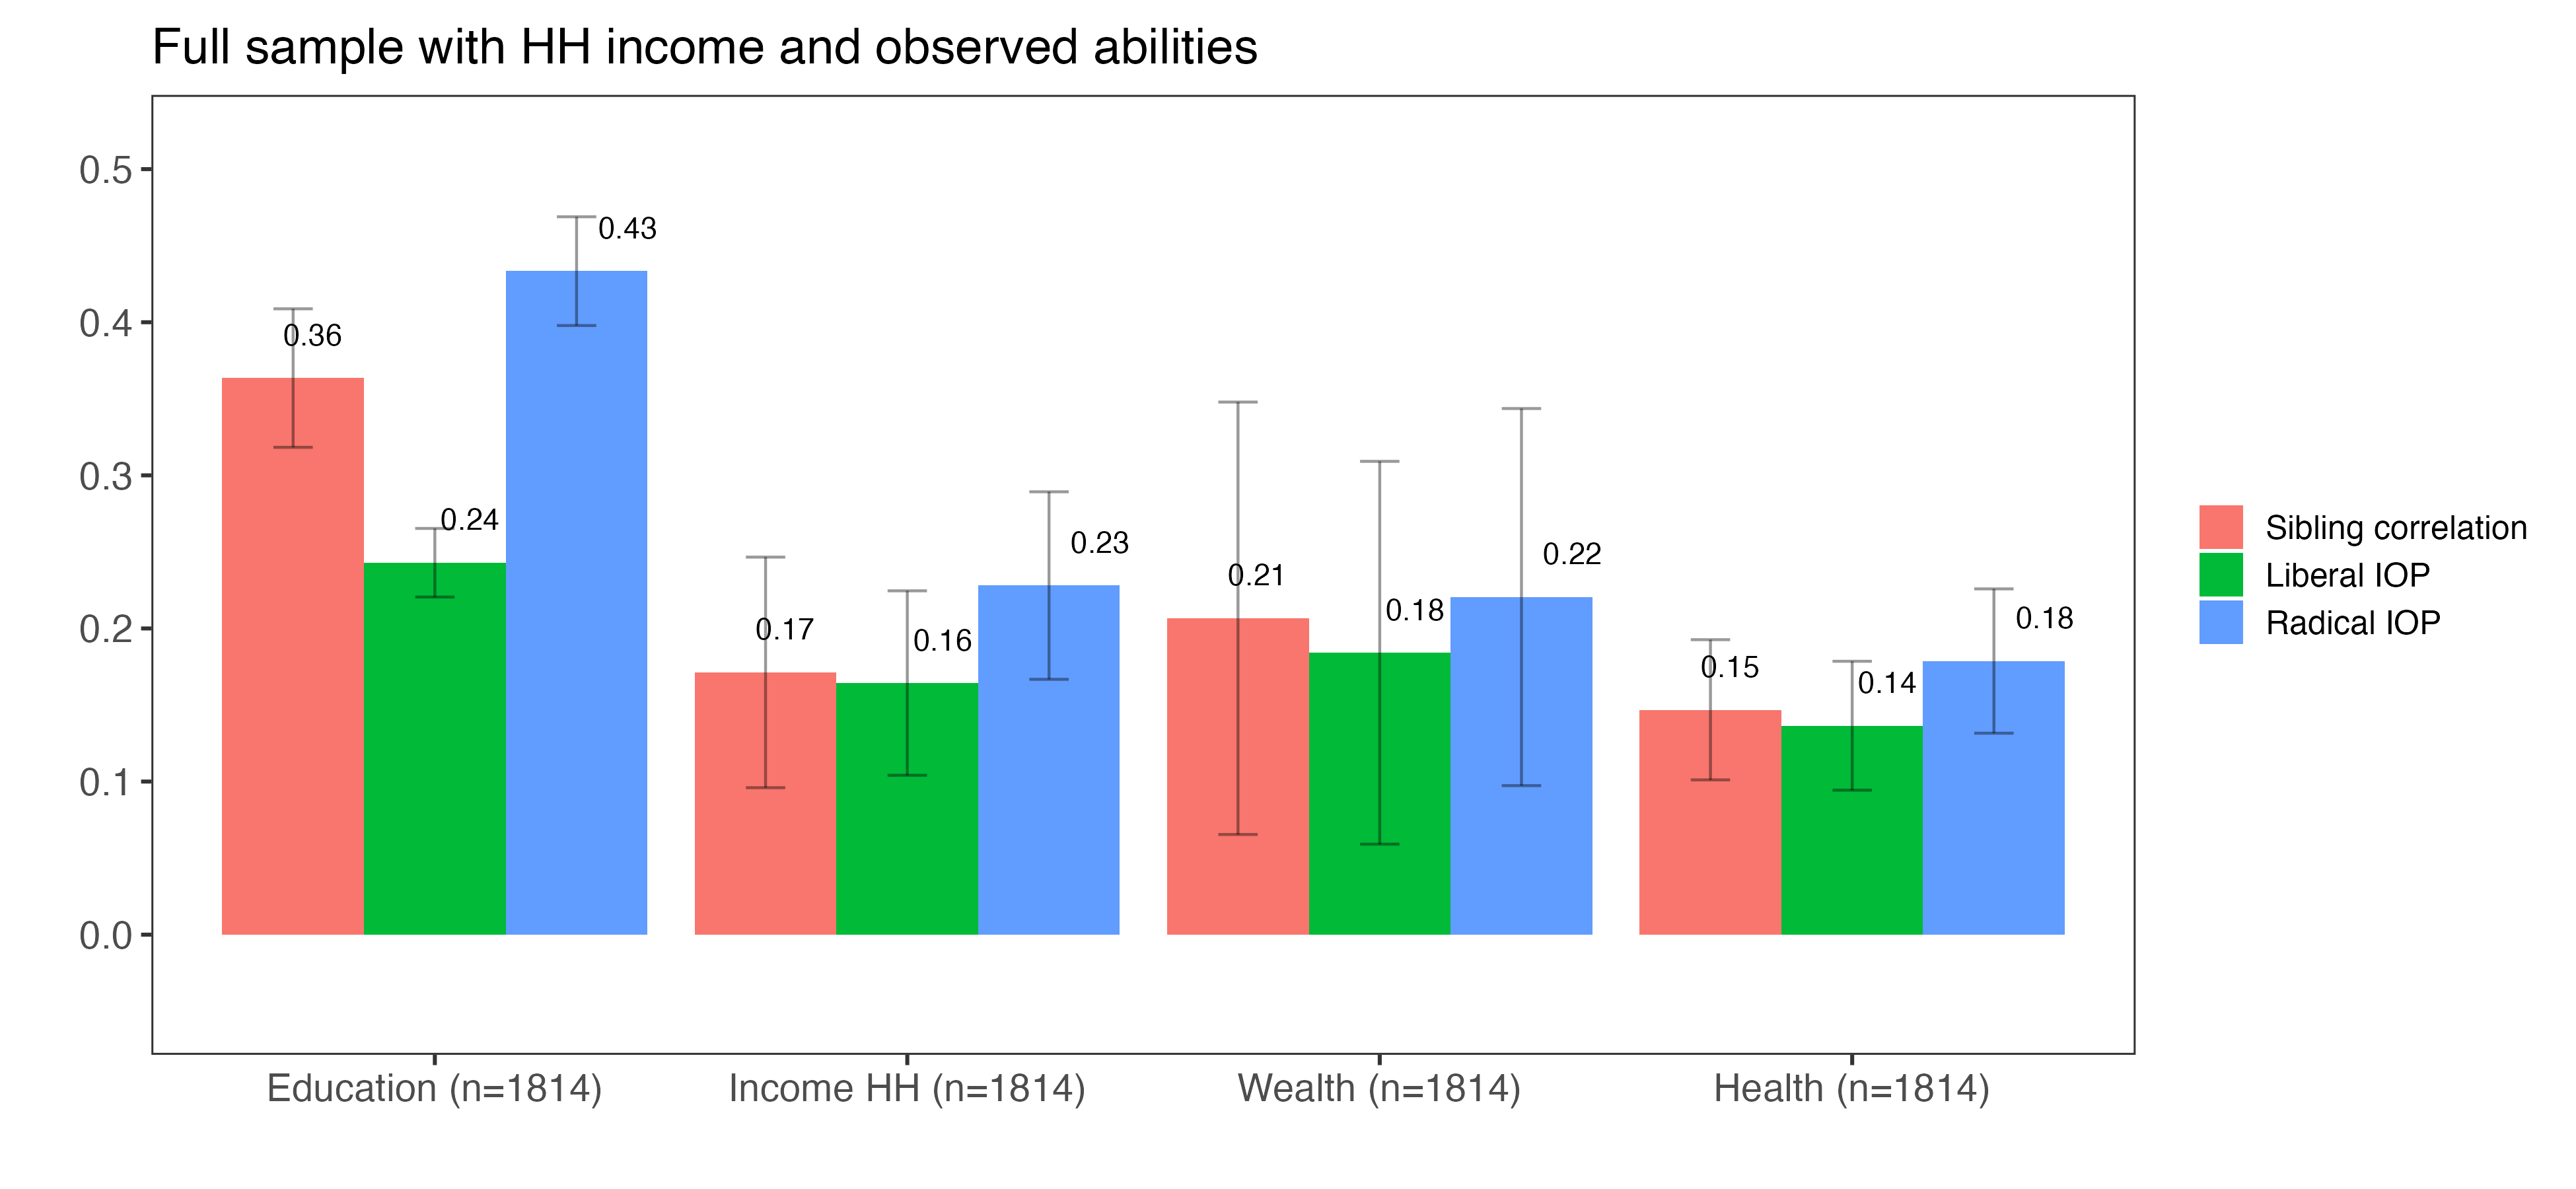 Full sample with HH income and observed abilities
0.5
0.4
0.3
0.2
0.1
0.0
0.36
0.24
0.43
0.17
0.16
0.23
0.21
0.18
0.22
0.15
0.14
0.18
Education (n=1814)
Income HH (n=1814)
Wealth (n=1814)
Health (n=1814)
Sibling correlation
Liberal IOP
Radical IOP